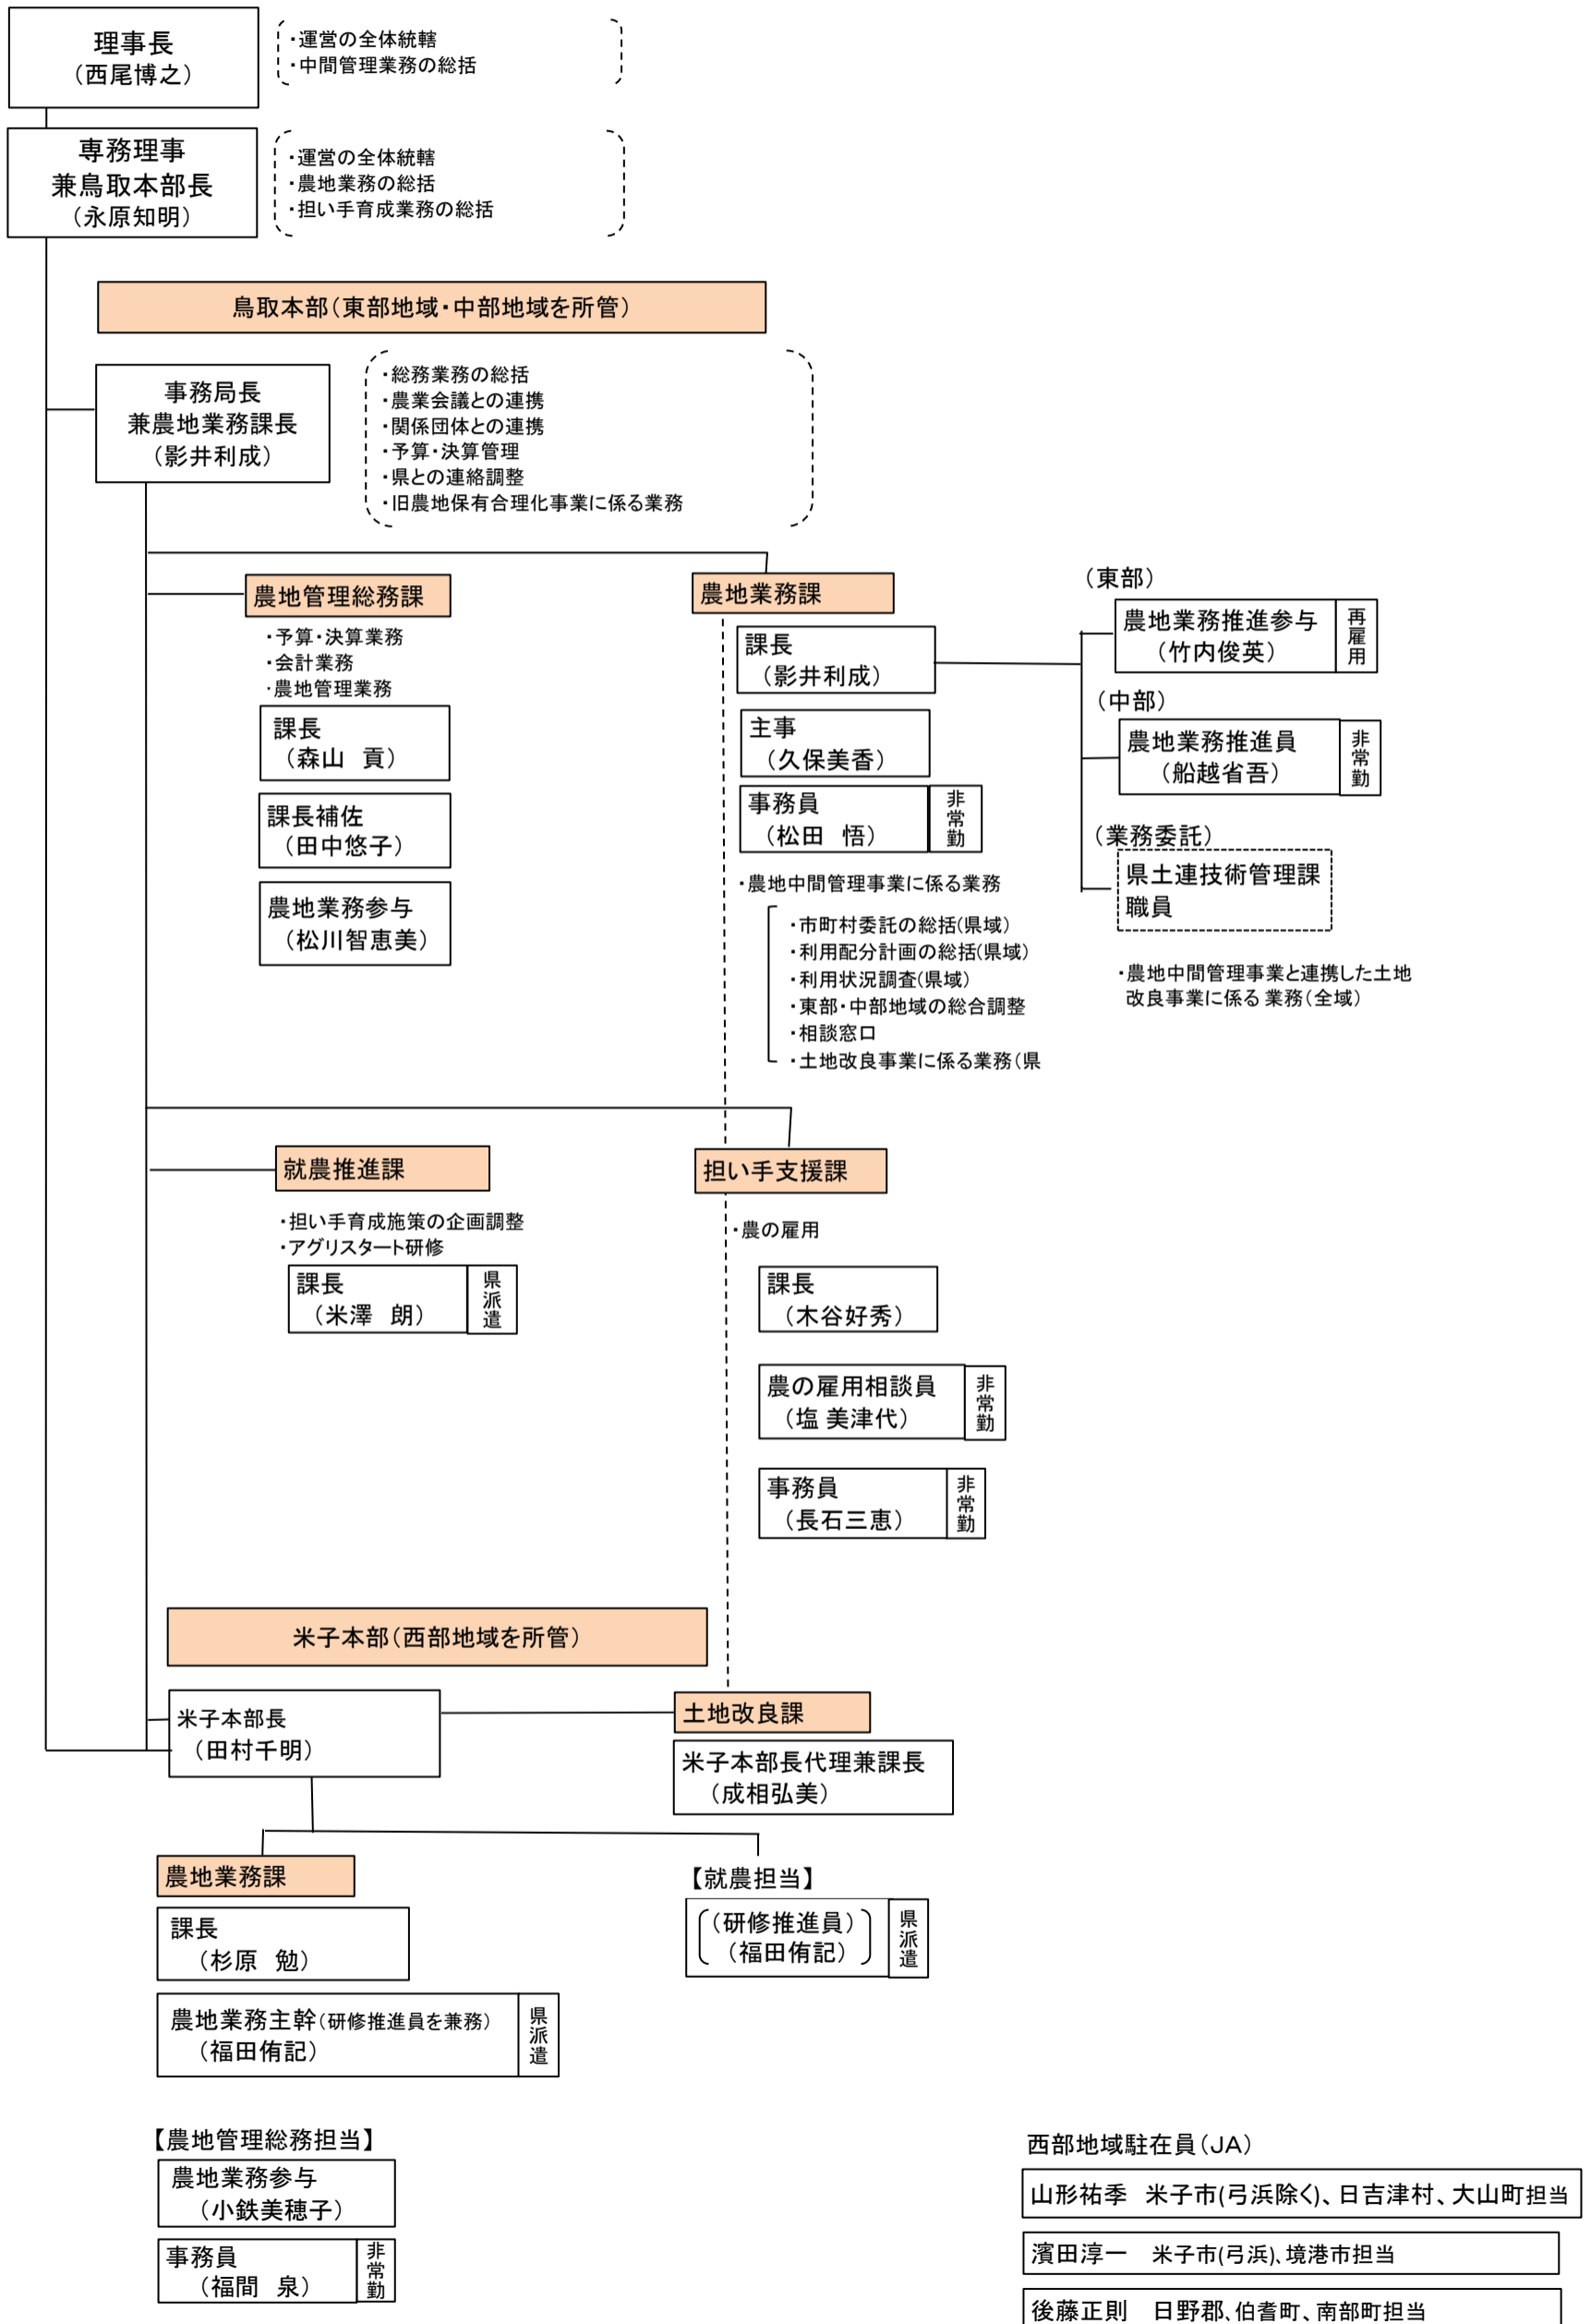 理事長
（西尾博之）
・運営の全体統轄
・中間管理業務の総括
専務理事
兼鳥取本部長
（永原知明）
・運営の全体統轄
・農地業務の総括
・担い手育成業務の総括
鳥取本部（東部地域・中部地域を所管）
事務局長
兼農地業務課長
（影井利成）
・総務業務の総括
・農業会議との連携
・関係団体との連携
・予算・決算管理
・県との連絡調整
・旧農地保有合理化事業に係る業務
農地管理総務課
・予算・決算業務
・会計業務
・農地管理業務
課長
（森山　貢）
課長補佐
（田中悠子）
農地業務参与
（松川智恵美）
農地業務課
課長
（影井利成）
主事
（久保美香）
事務員
（松田　悟）
非常勤
・農地中間管理事業に係る業務
・市町村委託の総括(県域）
・利用配分計画の総括(県域）
・利用状況調査(県域）
・東部・中部地域の総合調整
・相談窓口
・土地改良事業に係る業務（県
（東部）
農地業務推進参与
（竹内俊英）
再雇用
（中部）
農地業務推進員
（船越省吾）
非常勤
（業務委託）
県土連技術管理課
職員
・農地中間管理事業と連携した土地
改良事業に係る 業務（全域）
就農推進課
・担い手育成施策の企画調整
・アグリスタート研修
課長
（米澤　朗）
県派遣
担い手支援課
・農の雇用
課長
（木谷好秀）
農の雇用相談員
（塩 美津代）
非常勤
事務員
（長石三恵）
非常勤
米子本部（西部地域を所管）
米子本部長
（田村千明）
土地改良課
米子本部長代理兼課長
（成相弘美）
農地業務課
課長
（杉原　勉）
農地業務主幹（研修推進員を兼務）
（福田侑記）
県派遣
【就農担当】
（研修推進員）
（福田侑記）
県派遣
【農地管理総務担当】
農地業務参与
（小鉄美穂子）
事務員
（福間　泉）
非常勤
西部地域駐在員（JA）
山形祐季　米子市(弓浜除く)、日吉津村、大山町担当
濱田淳一　米子市(弓浜)、境港市担当
後藤正則　日野郡、伯耆町、南部町担当